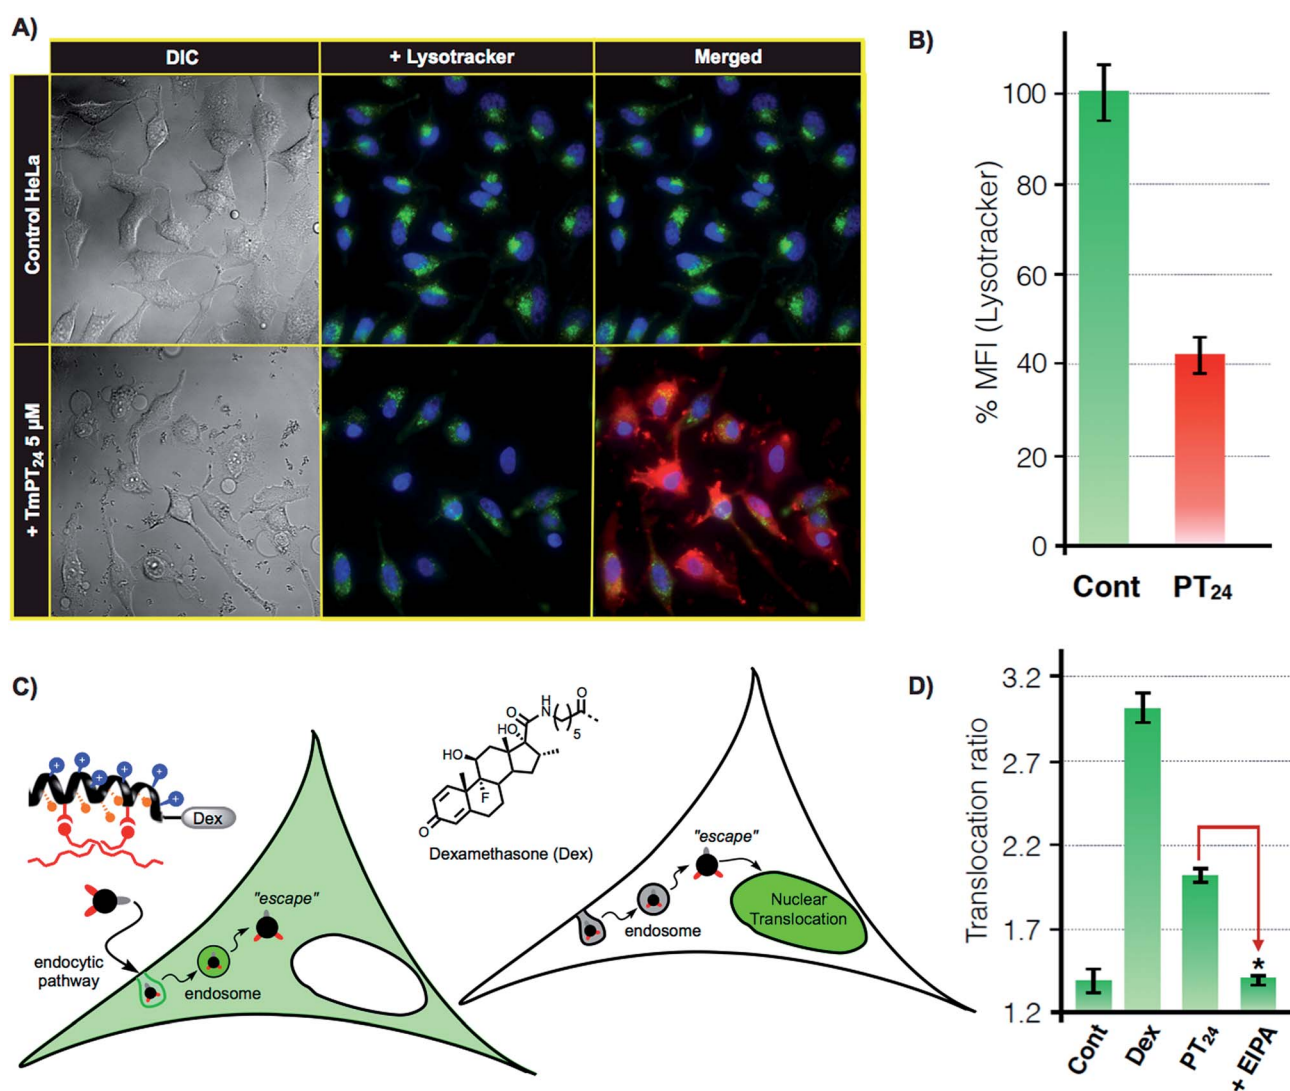 A)
DIC
+ Lysotracker
Merged
Control HeLa
+ TmPT24 5 µM
B)
% MFI (Lysotracker)
100
80
60
40
20
0
Cont
PT24
C)
+ + + + +
Dex
endocytic
pathway
endosome
"escape"
O
H
N
O
5
O
HO
HO
F
O
Dexamethasone (Dex)
"escape"
endosome
Nuclear
Translocation
D)
Translocation ratio
3.2
2.7
2.2
1.7
1.2
*
Cont
Dex
PT24
+ EIPA